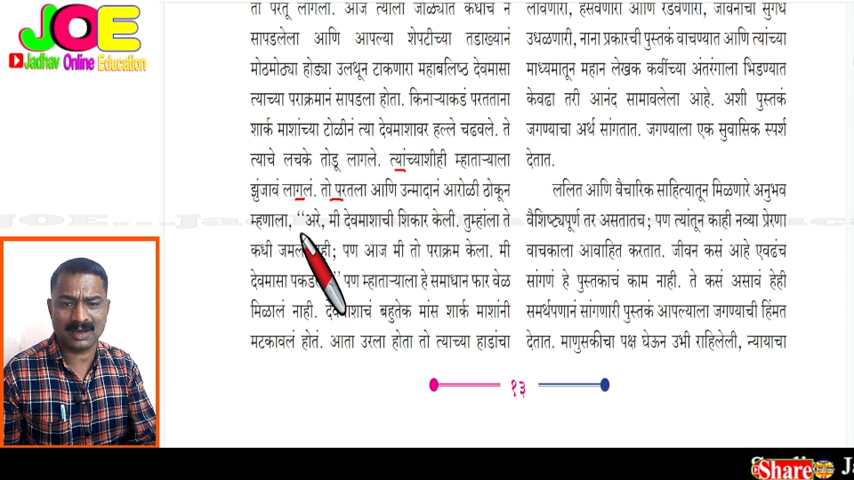 JOE
Jadhav Online Education
तो परतू लागला. आज त्याला जाळ्यात कधीच न
सापडलेला आणि आपल्या शेपटीच्या तडाख्यानं
मोठमोठ्या होड्या उलथून टाकणारा महाबलिष्ठ देवमासा
त्याच्या पराक्रमानं सापडला होता. किनाऱ्याकडं परतताना
शार्क माशांच्या टोळीनं त्या देवमाशावर हल्ले चढवले. ते
त्याचे लचके तोडू लागले. त्यांच्याशीही म्हाताऱ्याला
झुंजावं लागलं. तो परतला आणि उन्मादानं आरोळी ठोकून
म्हणाला, ‘‘अरे, मी देवमाशाची शिकार केली. तुम्हांला ते
कधी पण आज मी तो पराक्रम केला. मी
देवमासा पण म्हाताऱ्याला हे समाधान फार वेळ
मिळालं नाही. बहुतेक मांस शार्क माशांनी
मटकावलं होतं. आता उरला होता तो त्याच्या हाडांचा
लावणारी, हसवणारी आणि रडवणारी, जीवनाचा सुगंध
उधळणारी, नाना प्रकारची पुस्तकं वाचण्यात आणि त्यांच्या
माध्यमातून महान लेखक कवींच्या अंतरंगाला भिडण्यात
केवढा तरी आनंद सामावलेला आहे. अशी पुस्तकं
जगण्याचा अर्थ सांगतात. जगण्याला एक सुवासिक स्पर्श
देतात.
ललित आणि वैचारिक साहित्यातून मिळणारे अनुभव
वैशिष्ट्यपूर्ण तर असतातच; पण त्यांतून काही नव्या प्रेरणा
वाचकाला आवाहित करतात. जीवन कसं आहे एवढंच
सांगणं हे पुस्तकाचं काम नाही. ते कसं असावं हेही
समर्थपणानं सांगणारी पुस्तकं आपल्याला जगण्याची हिंमत
देतात. माणुसकीचा पक्ष घेऊन उभी राहिलेली, न्यायाचा
१३
Share